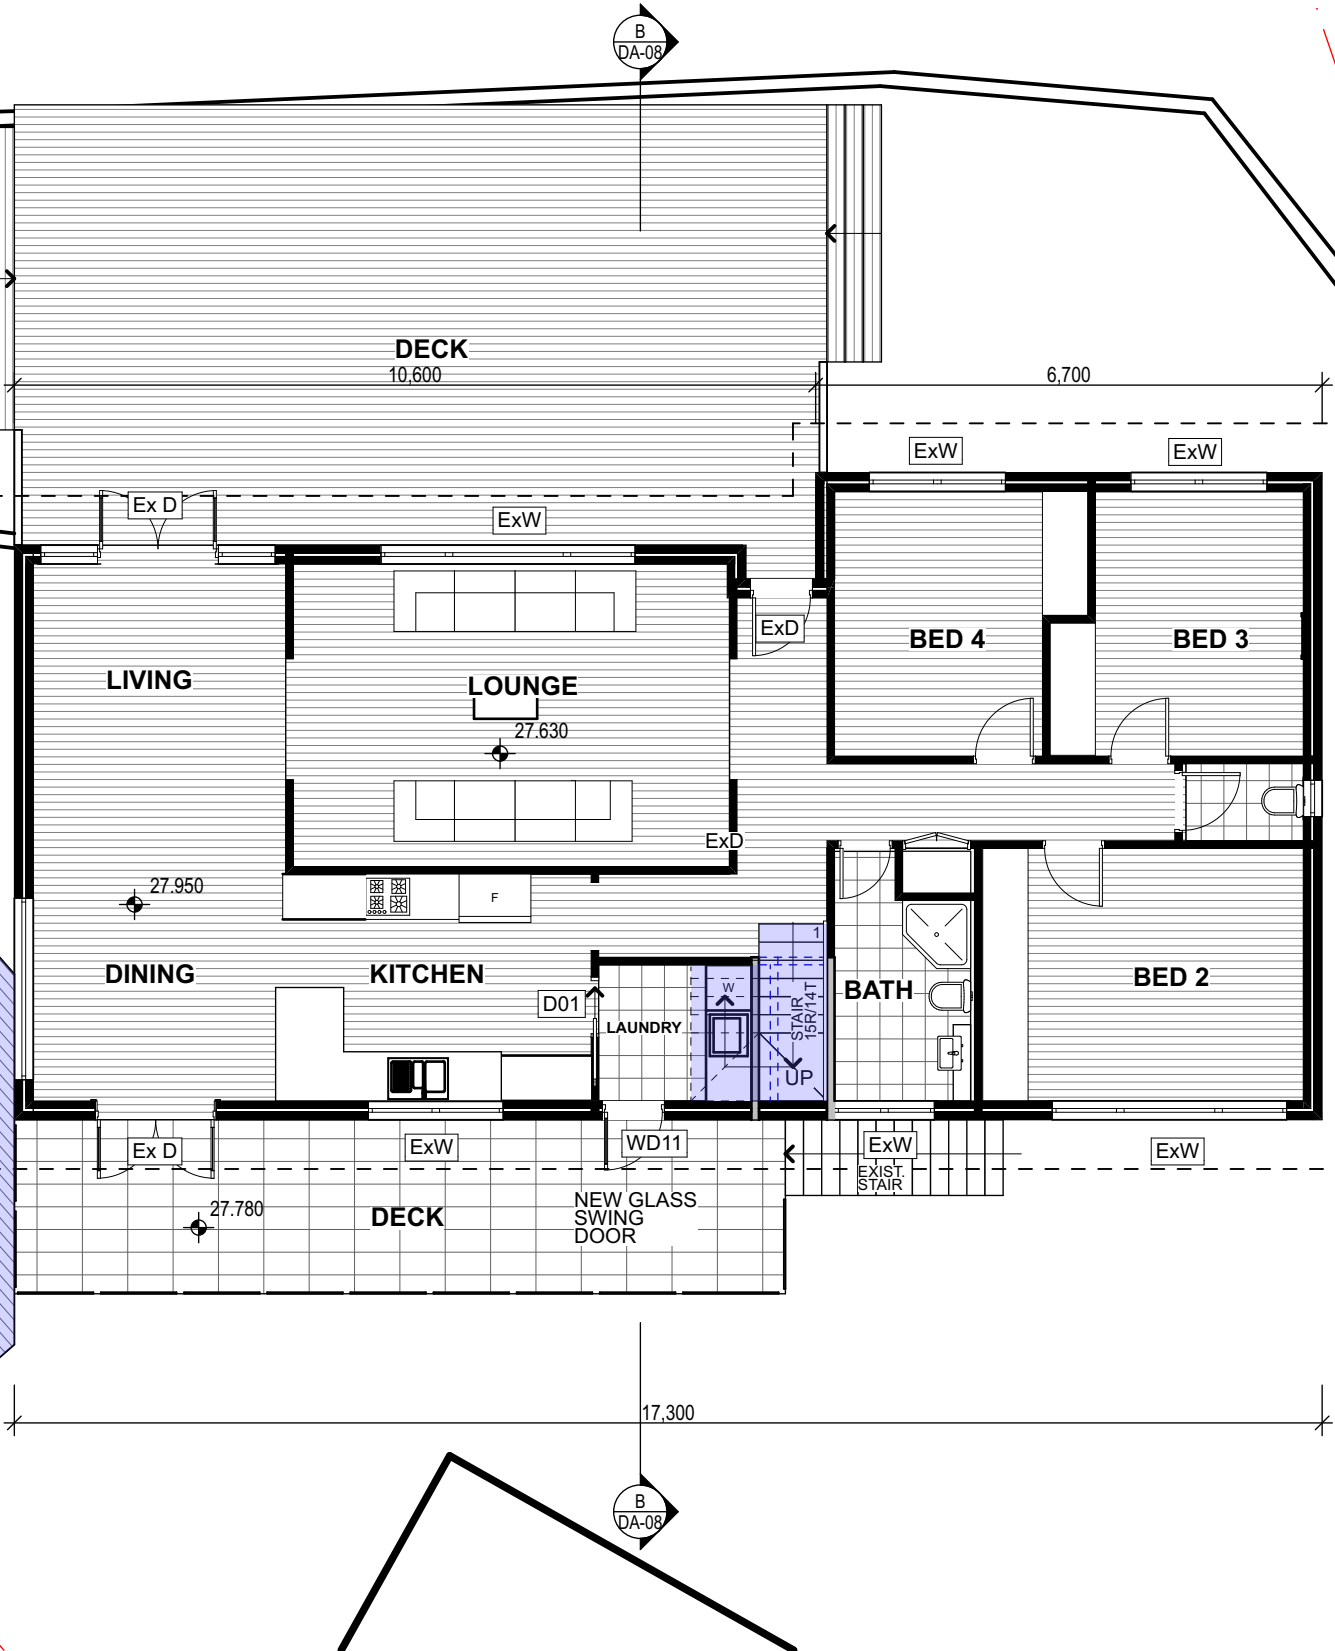 B
DA-08
DECK
10,600
6,700
ExW
ExW
Ex D
ExW
ExD
BED 4
BED 3
LIVING
LOUNGE
27.630
ExD
27.950
F
1
DINING
KITCHEN
BATH
BED 2
W
D01
STAIR
15R/14T
LAUNDRY
UP
Ex D
ExW
WD11
ExW
ExW
EXIST.
STAIR
27.780
DECK
NEW GLASS
SWING
DOOR
17,300
B
DA-08